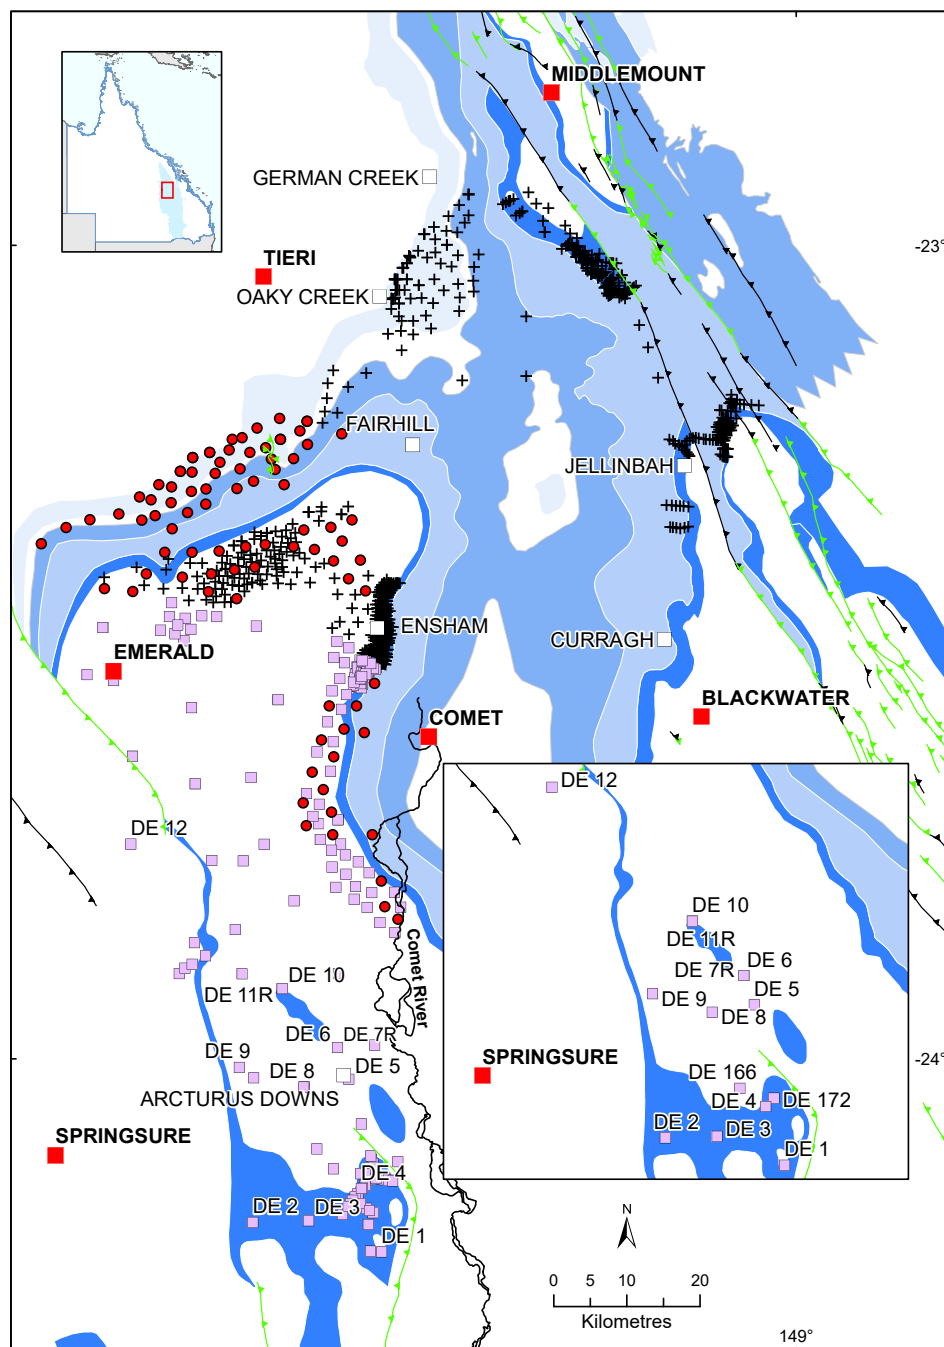 MIDDLEMOUNT
GERMAN CREEK
-23°
TIERI
OAKY CREEK
FAIRHILL
JELLINBAH
ENSHAM
CURRAGH
EMERALD
BLACKWATER
COMET
DE 12
DE 12
DE 10
DE 11R
DE 6
DE 7R
DE 5
DE 9
DE 8
Comet River
DE 10
DE 11R
DE 6
DE 7R
DE 9
DE 8
DE 5
-24°
SPRINGSURE
DE 166
DE 4
DE 172
DE 2
DE 3
DE 1
ARCTURUS DOWNS
SPRINGSURE
DE 4
DE 2
DE 3
DE 1
N
0 5 10 20
Kilometres
149°